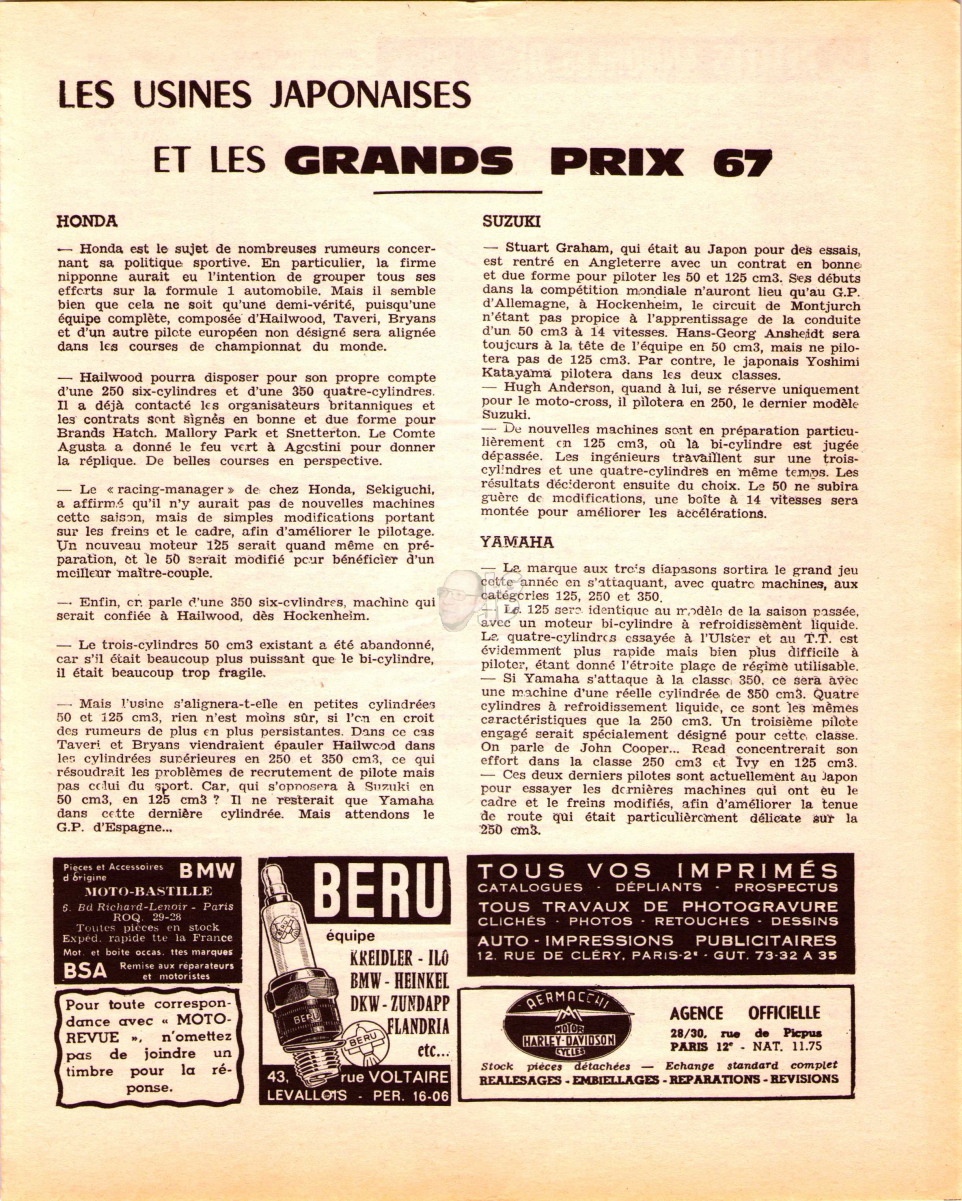 LES USINES JAPONAISES
ET LES GRANDS PRIX 67
HONDA
— Honda est le sujet de nombreuses rumeurs concer-
nant sa politique sportive. En particulier, la firme
nipponne aurait eu l'intention de grouper tous ses
efforts sur la formule 1 automobile. Mais il semble
bien que cela ne soit qu'une demi-vérité, puisqu'une
équipe complète, composée d'Hailwood, Taveri, Bryans
et d'un autre pilote européen non désigné sera alignée
dans les courses de championnat du monde.
— Hailwood pourra disposer pour son propre compte
d'une 250 six-cylindres et d'une 350 quatre-cylindres.
Il a déjà contacté les organisateurs britanniques et
les contrats sont signés en bonne et due forme pour
Brands Hatch. Mallory Park et Snetterton. Le Comte
Agusta a donné le feu vert à Agostini pour donner
la réplique. De belles courses en perspective.
— Le « racing-manager » de chez Honda, Sekiguchi,
a affirmé qu'il n'y aurait pas de nouvelles machines
cette saison, mais de simples modifications portant
sur les freins et le cadre, afin d'améliorer le pilotage.
Un nouveau moteur 125 serait quand même en pré-
paration, et le 50 serait modifié pour bénéficier d'un
meilleur maître-couple.
— Enfin, on parle d'une 350 six-cylindres, machine qui
serait confiée à Hailwood, dès Hockenheim.
— Le trois-cylindres 50 cm3 existant a été abandonné,
car s'il était beaucoup plus puissant que le bi-cylindre,
il était beaucoup trop fragile.
— Mais l'usine s'alignera-t-elle en petites cylindrées
50 et 125 cm3, rien n'est moins sûr, si l'on en croit
des rumeurs de plus en plus persistantes. Dans ce cas
Taveri et Bryans viendraient épauler Hailwood dans
les cylindrées supérieures en 250 et 350 cm3, ce qui
résoudrait les problèmes de recrutement de pilote mais
pas celui du sport. Car, qui s'opposera à Suzuki en
50 cm3, en 125 cm3 ? Il ne resterait que Yamaha
dans cette dernière cylindrée. Mais attendons le
G.P. d'Espagne...
SUZUKI
— Stuart Graham, qui était au Japon pour des essais,
est rentré en Angleterre avec un contrat en bonne
et due forme pour piloter les 50 et 125 cm3. Ses débuts
dans la compétition mondiale n'auront lieu qu'au G.P.
d'Allemagne, à Hockenheim, le circuit de Montjurch
n'étant pas propice à l'apprentissage de la conduite
d'un 50 cm3 à 14 vitesses. Hans-Georg Ansheidt sera
toujours à la tête de l'équipe en 50 cm3, mais ne pilo-
tera pas de 125 cm3. Par contre, le japonais Yoshimi
Katayama pilotera dans les deux classes.
— Hugh Anderson, quand à lui, se réserve uniquement
pour le moto-cross, il pilotera en 250, le dernier modèle
Suzuki.
— De nouvelles machines sont en préparation particu-
lièrement en 125 cm3, où la bi-cylindre est jugée
dépassée. Les ingénieurs travaillent sur une trois-
cylindres et une quatre-cylindres en même temps. Les
résultats décideront ensuite du choix. Le 50 ne subira
guère de modifications, une boîte à 14 vitesses sera
montée pour améliorer les accélérations.
YAMAHA
— La marque aux trois diapasons sortira le grand jeu
cette année en s'attaquant, avec quatre machines, aux
catégories 125, 250 et 350.
— La 125 sera identique au modèle de la saison passée,
avec un moteur bi-cylindre à refroidissement liquide.
La quatre-cylindres essayée à l'Ulster et au T.T. est
évidemment plus rapide mais bien plus difficile à
piloter, étant donné l'étroite plage de régime utilisable.
— Si Yamaha s'attaque à la classe 350, ce sera avec
une machine d'une réelle cylindrée de 350 cm3. Quatre
cylindres à refroidissement liquide, ce sont les mêmes
caractéristiques que la 250 cm3. Un troisième pilote
engagé serait spécialement désigné pour cette classe.
On parle de John Cooper... Read concentrerait son
effort dans la classe 250 cm3 et Ivy en 125 cm3.
— Ces deux derniers pilotes sont actuellement au Japon
pour essayer les dernières machines qui ont eu le
cadre et le freins modifiés, afin d'améliorer la tenue
de route qui était particulièrement délicate sur la
250 cm3.
Pièces et Accessoires
d'origine BMW
MOTO-BASTILLE
6. Bd Richard-Lenoir - Paris
ROQ. 29-28
Toutes pièces en stock
Expéd. rapide tte la France
Mot. et boite occas. ttes marques
BSA Remise aux réparateurs
et motoristes
Pour toute correspon-
dance avec « MOTO-
REVUE », n'omettez
pas de joindre un
timbre pour la ré-
ponse.
BERU
équipe
KREIDLER - ILO
BMW - HEINKEL
DKW - ZUNDAPP
FLANDRIA
etc...
BERU
BERU
43, rue VOLTAIRE
LEVALLOIS - PER. 16-06
TOUS VOS IMPRIMÉS
CATALOGUES - DÉPLIANTS - PROSPECTUS
TOUS TRAVAUX DE PHOTOGRAVURE
CLICHÉS - PHOTOS - RETOUCHES - DESSINS
AUTO-IMPRESSIONS PUBLICITAIRES
12. RUE DE CLÉRY, PARIS-2e - GUT. 73-32 A 35
AERMACCHI
MOTOR
HARLEY-DAVIDSON
CYCLES
AGENCE OFFICIELLE
28/30, rue de Picpus
PARIS 12e - NAT. 11.75
Stock pièces détachées — Echange standard complet
REALESAGES - EMBIELLAGES - REPARATIONS - REVISIONS